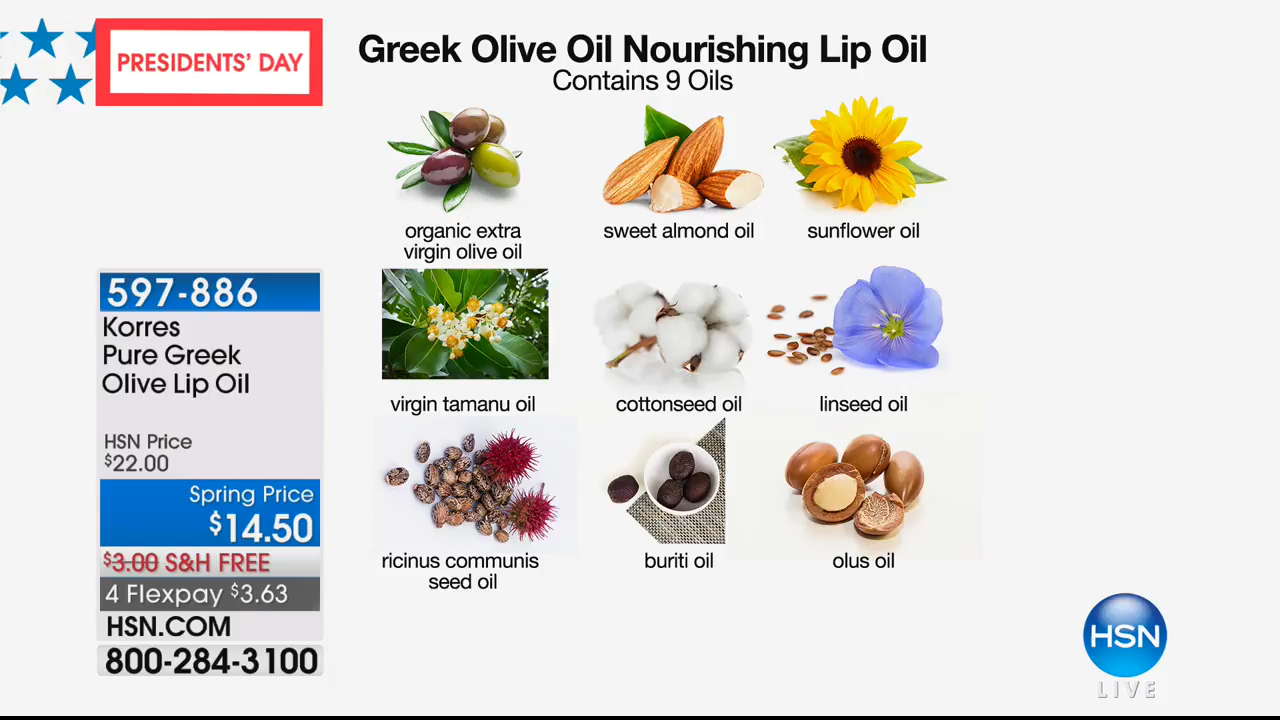 PRESIDENTS' DAY
Greek Olive Oil Nourishing Lip Oil
Contains 9 Oils
organic extra
virgin olive oil
sweet almond oil
sunflower oil
virgin tamanu oil
cottonseed oil
linseed oil
ricinus communis
seed oil
buriti oil
olus oil
597-886
Korres
Pure Greek
Olive Lip Oil
HSN Price
$22.00
Spring Price
$14.50
$3.00 S&H FREE
4 Flexpay $3.63
HSN.COM
800-284-3100
HSN
LIVE